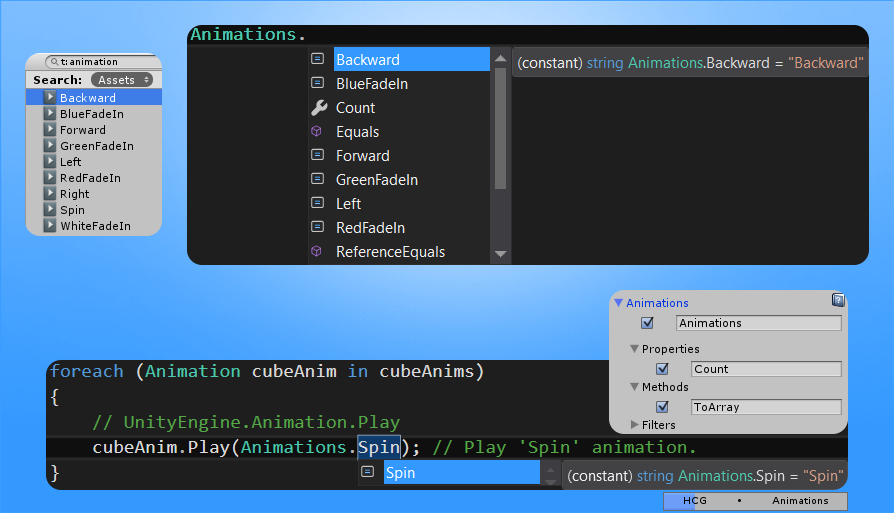 Animations.
t:animation
Search: Assets
Backward
BlueFadeIn
Forward
GreenFadeIn
Left
RedFadeIn
Right
Spin
WhiteFadeIn
Backward
BlueFadeIn
Count
Equals
Forward
GreenFadeIn
Left
RedFadeIn
ReferenceEquals
(constant) string Animations.Backward = "Backward"
Animations
Animations
Properties
Count
Methods
ToArray
Filters
foreach (Animation cubeAnim in cubeAnims)
{
// UnityEngine.Animation.Play
cubeAnim.Play(Animations.Spin); // Play 'Spin' animation.
}
Spin
(constant) string Animations.Spin = "Spin"
HCG • Animations